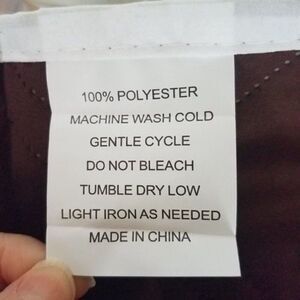 100% POLYESTER
MACHINE WASH COLD
GENTLE CYCLE
DO NOT BLEACH
TUMBLE DRY LOW
LIGHT IRON AS NEEDED
MADE IN CHINA